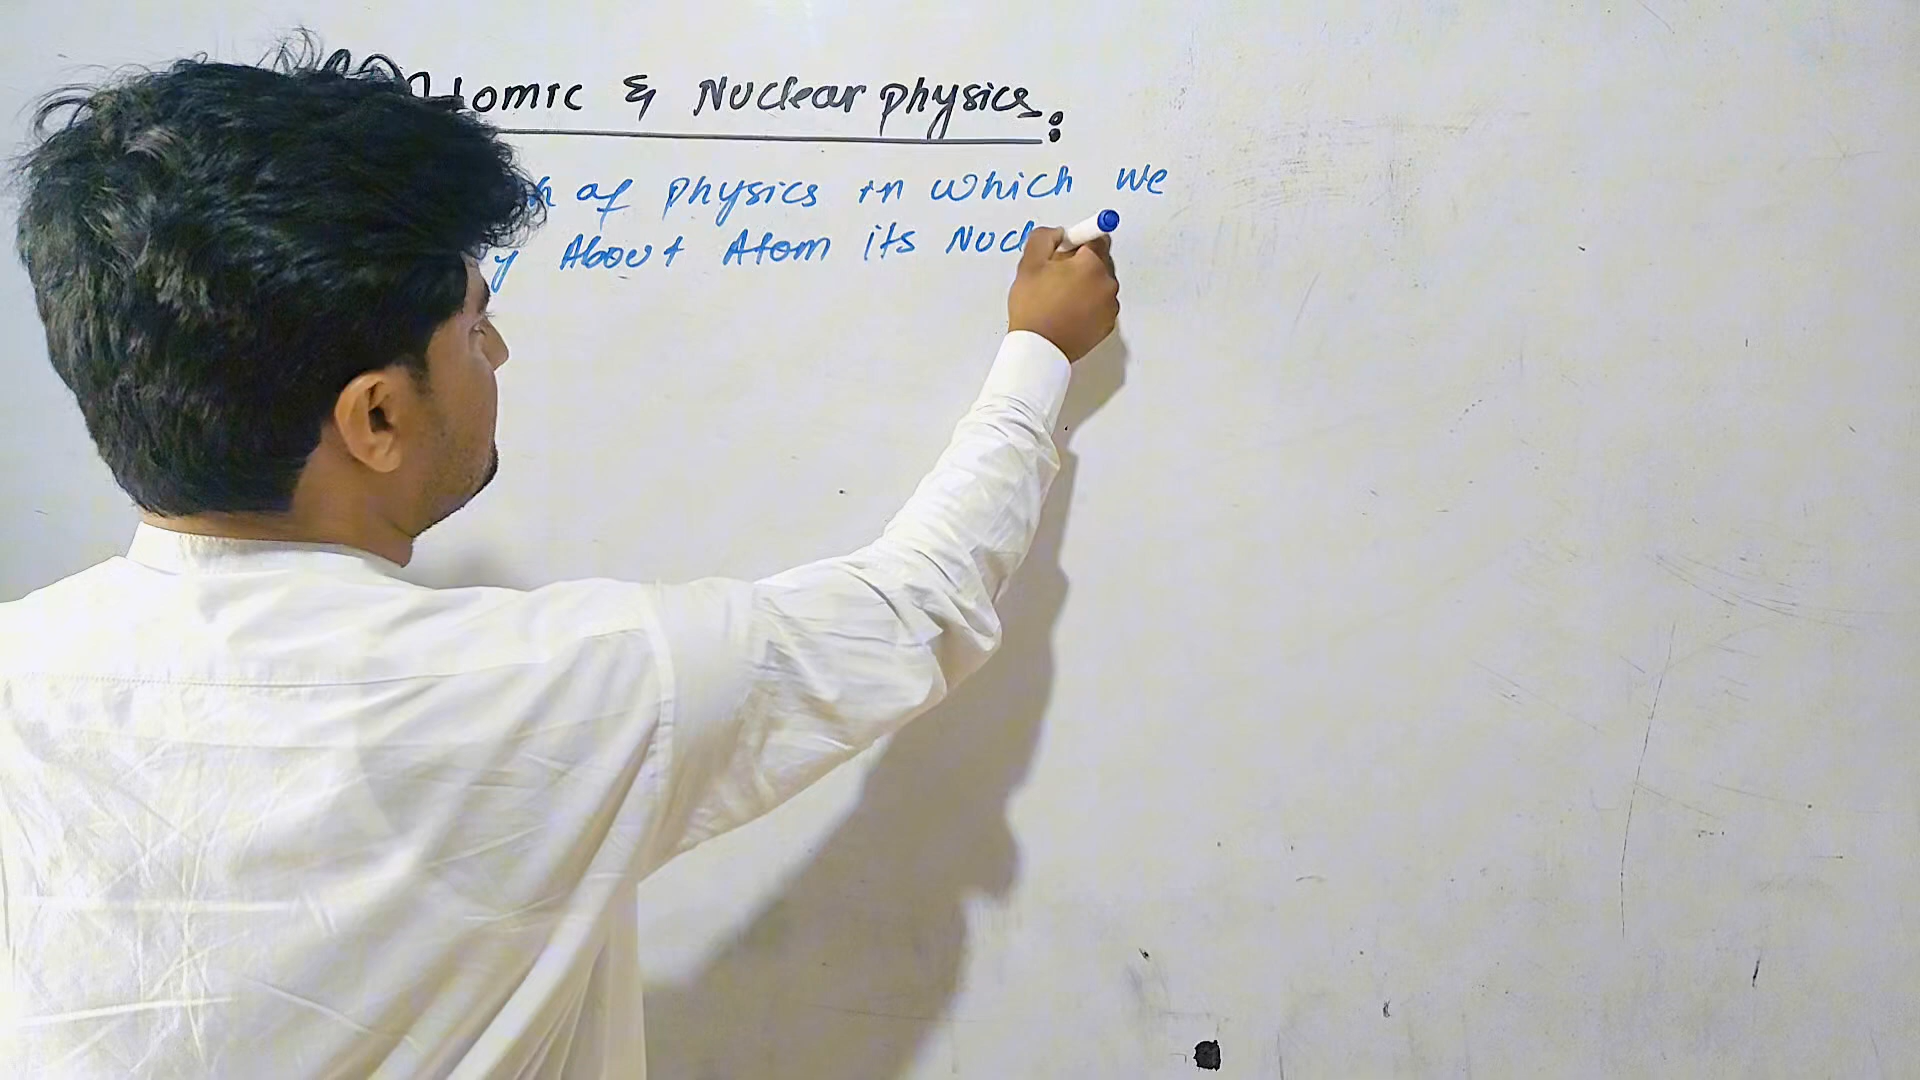 Atomic & Nuclear physics:
of physics in which we
About Atom its Nucl